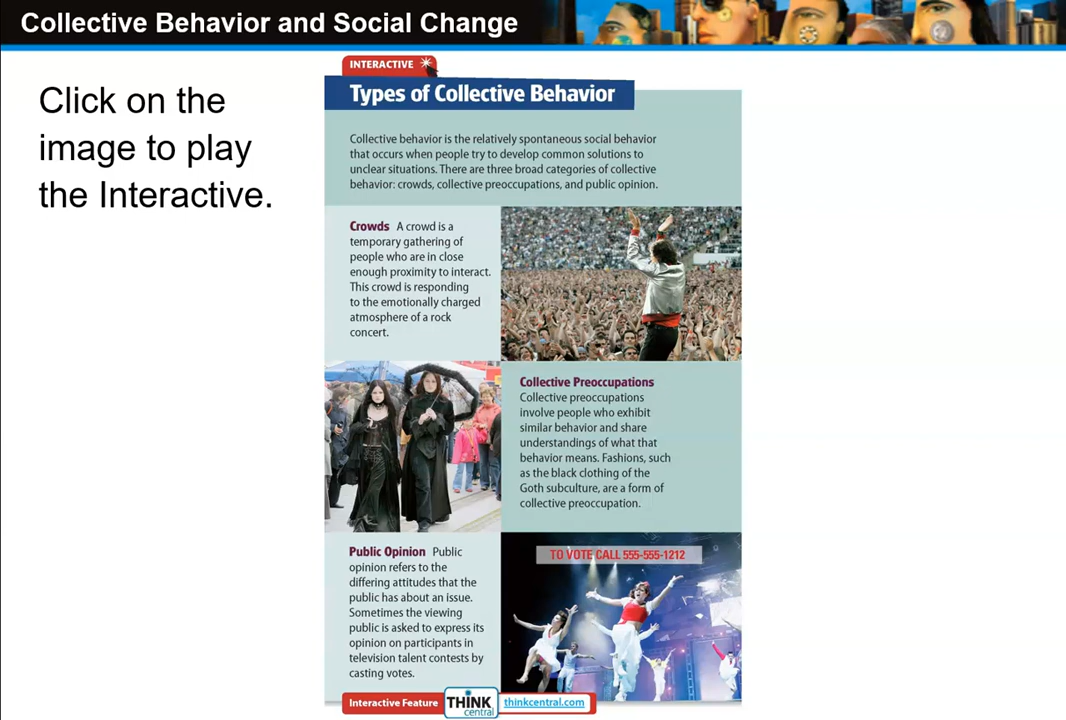 Collective Behavior and Social Change
Click on the
image to play
the Interactive.
INTERACTIVE
Types of Collective Behavior
Collective behavior is the relatively spontaneous social behavior
that occurs when people try to develop common solutions to
unclear situations. There are three broad categories of collective
behavior: crowds, collective preoccupations, and public opinion.
Crowds A crowd is a
temporary gathering of
people who are in close
enough proximity to interact.
This crowd is responding
to the emotionally charged
atmosphere of a rock
concert.
Collective Preoccupations
Collective preoccupations
involve people who exhibit
similar behavior and share
understandings of what that
behavior means. Fashions, such
as the black clothing of the
Goth subculture, are a form of
collective preoccupation.
Public Opinion Public
opinion refers to the
differing attitudes that the
public has about an issue.
Sometimes the viewing
public is asked to express its
opinion on participants in
television talent contests by
casting votes.
TO VOTE CALL 555-555-1212
Interactive Feature THINK central thinkcentral.com